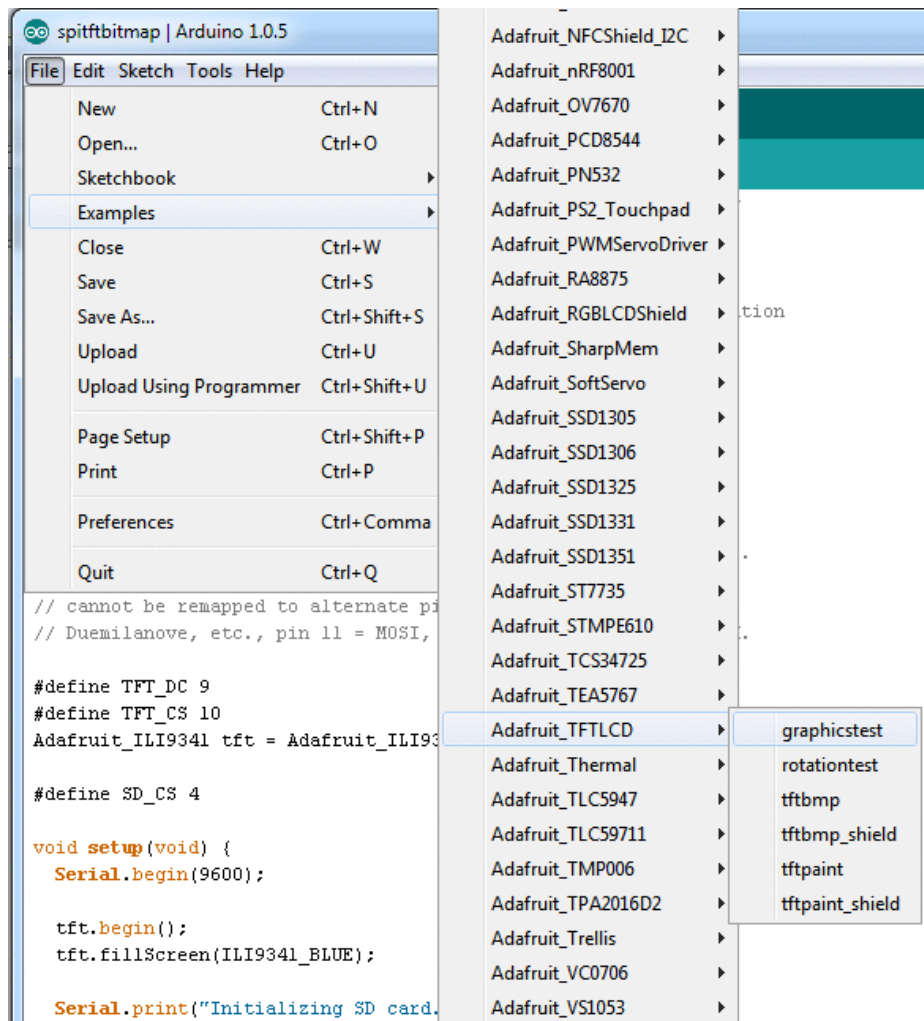 spitftbitmap | Arduino 1.0.5
File Edit Sketch Tools Help
New Ctrl+N
Open... Ctrl+O
Sketchbook
Examples
Close Ctrl+W
Save Ctrl+S
Save As... Ctrl+Shift+S
Upload Ctrl+U
Upload Using Programmer Ctrl+Shift+U
Page Setup Ctrl+Shift+P
Print Ctrl+P
Preferences Ctrl+Comma
Quit Ctrl+Q
Adafruit_NFCShield_I2C
Adafruit_nRF8001
Adafruit_OV7670
Adafruit_PCD8544
Adafruit_PN532
Adafruit_PS2_Touchpad
Adafruit_PWMServoDriver
Adafruit_RA8875
Adafruit_RGBLCDShield
Adafruit_SharpMem
Adafruit_SoftServo
Adafruit_SSD1305
Adafruit_SSD1306
Adafruit_SSD1325
Adafruit_SSD1331
Adafruit_SSD1351
Adafruit_ST7735
Adafruit_STMPE610
Adafruit_TCS34725
Adafruit_TEA5767
Adafruit_TFTLCD
Adafruit_Thermal
Adafruit_TLC5947
Adafruit_TLC59711
Adafruit_TMP006
Adafruit_TPA2016D2
Adafruit_Trellis
Adafruit_VC0706
Adafruit_VS1053
graphicstest
rotationtest
tftbmp
tftbmp_shield
tftpaint
tftpaint_shield
tion
// cannot be remapped to alternate pi
// Duemilanove, etc., pin 11 = MOSI,
#define TFT_DC 9
#define TFT_CS 10
Adafruit_ILI9341 tft = Adafruit_ILI93
#define SD_CS 4
void setup(void) {
Serial.begin(9600);
tft.begin();
tft.fillScreen(ILI9341_BLUE);
Serial.print("Initializing SD card.